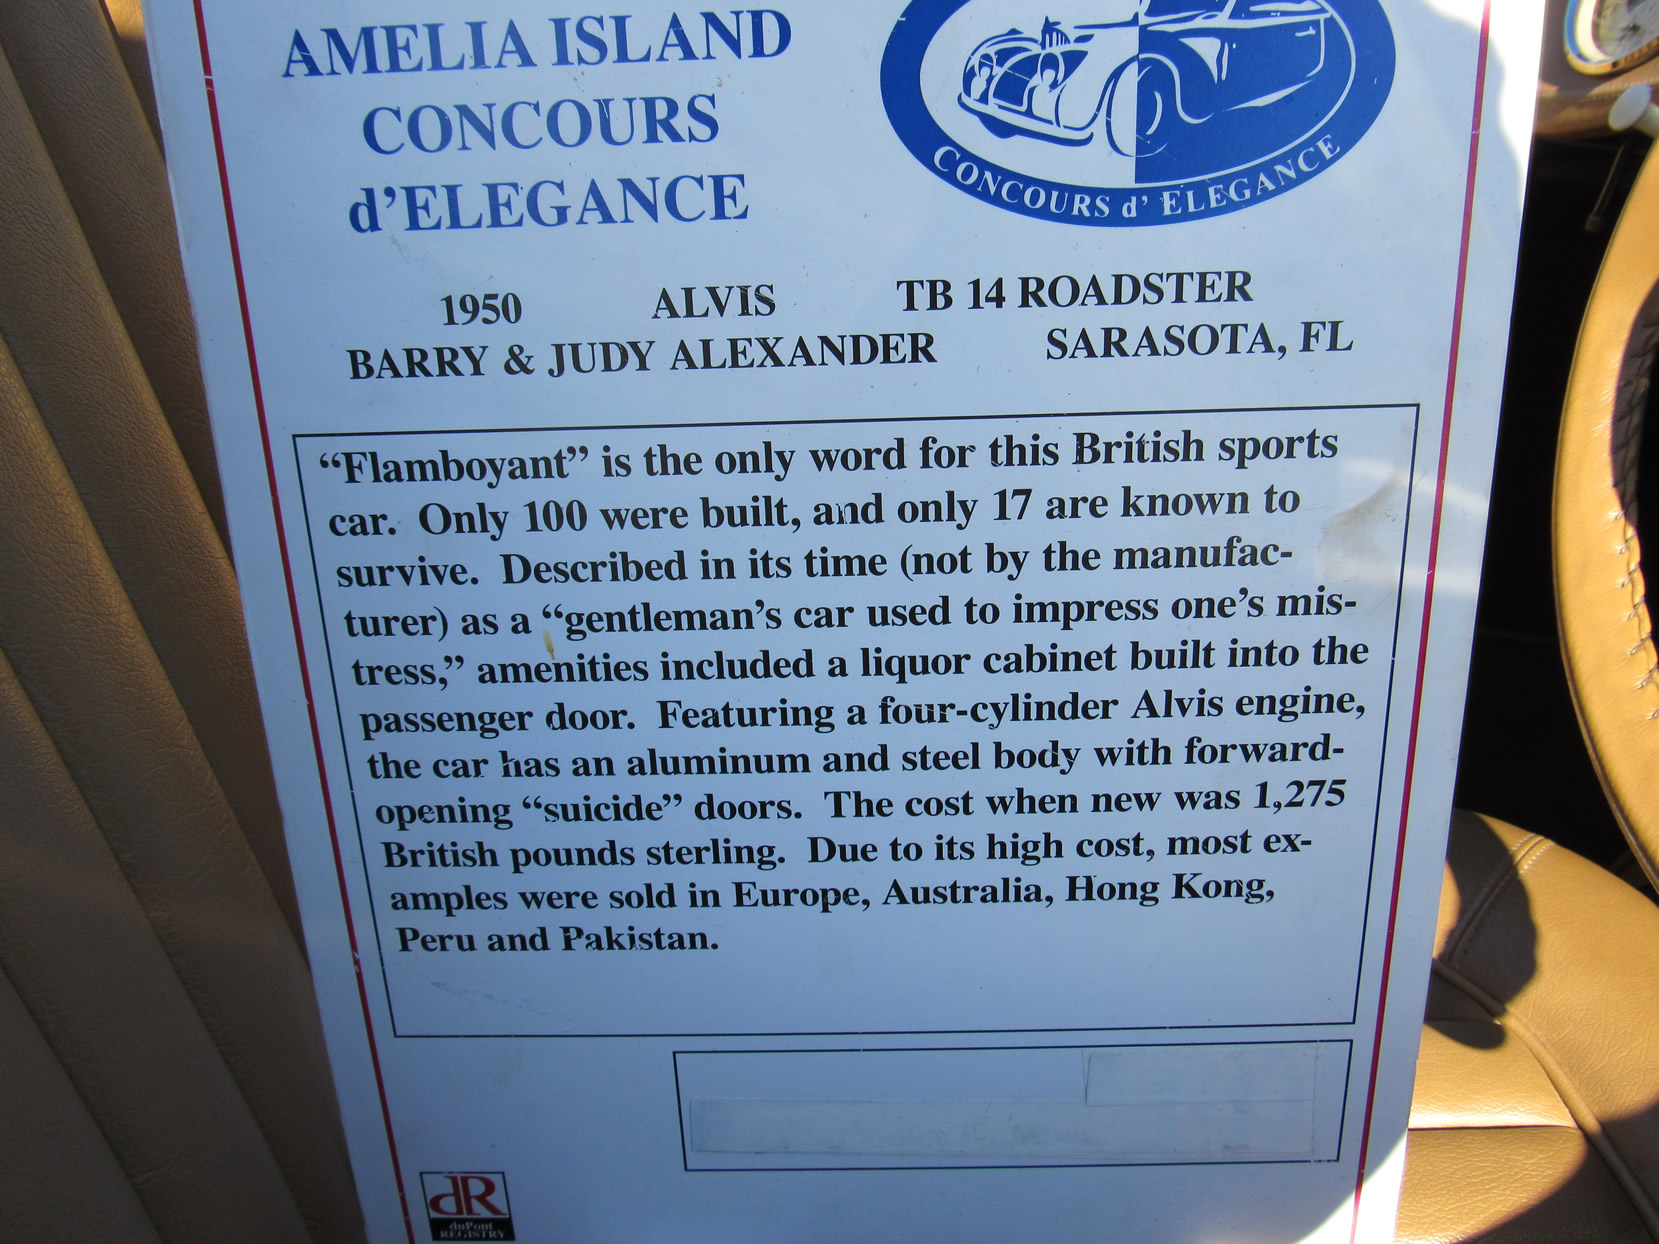 AMELIA ISLAND
CONCOURS
d'ELEGANCE
CONCOURS d' ELEGANCE
1950 ALVIS TB 14 ROADSTER
BARRY & JUDY ALEXANDER SARASOTA, FL
“Flamboyant” is the only word for this British sports
car. Only 100 were built, and only 17 are known to
survive. Described in its time (not by the manufac-
turer) as a “gentleman’s car used to impress one’s mis-
tress,” amenities included a liquor cabinet built into the
passenger door. Featuring a four-cylinder Alvis engine,
the car has an aluminum and steel body with forward-
opening “suicide” doors. The cost when new was 1,275
British pounds sterling. Due to its high cost, most ex-
amples were sold in Europe, Australia, Hong Kong,
Peru and Pakistan.
dR
duPont
REGISTRY